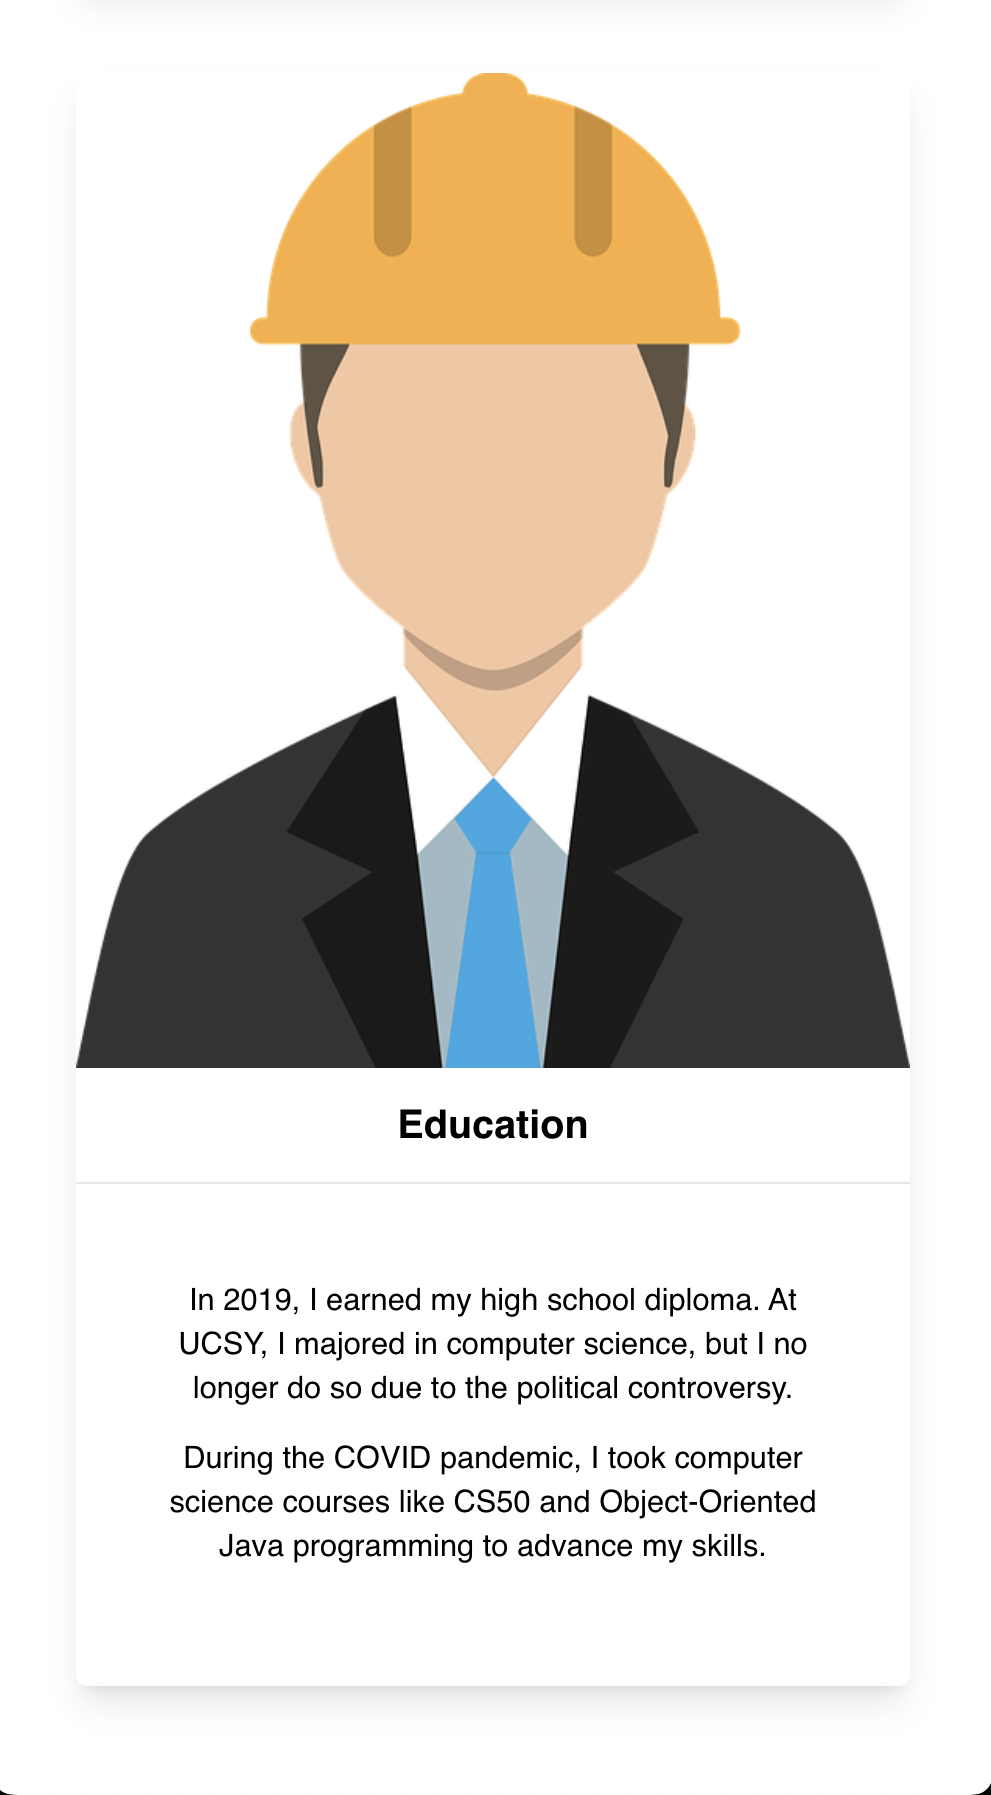 Education
In 2019, I earned my high school diploma. At
UCSY, I majored in computer science, but I no
longer do so due to the political controversy.
During the COVID pandemic, I took computer
science courses like CS50 and Object-Oriented
Java programming to advance my skills.